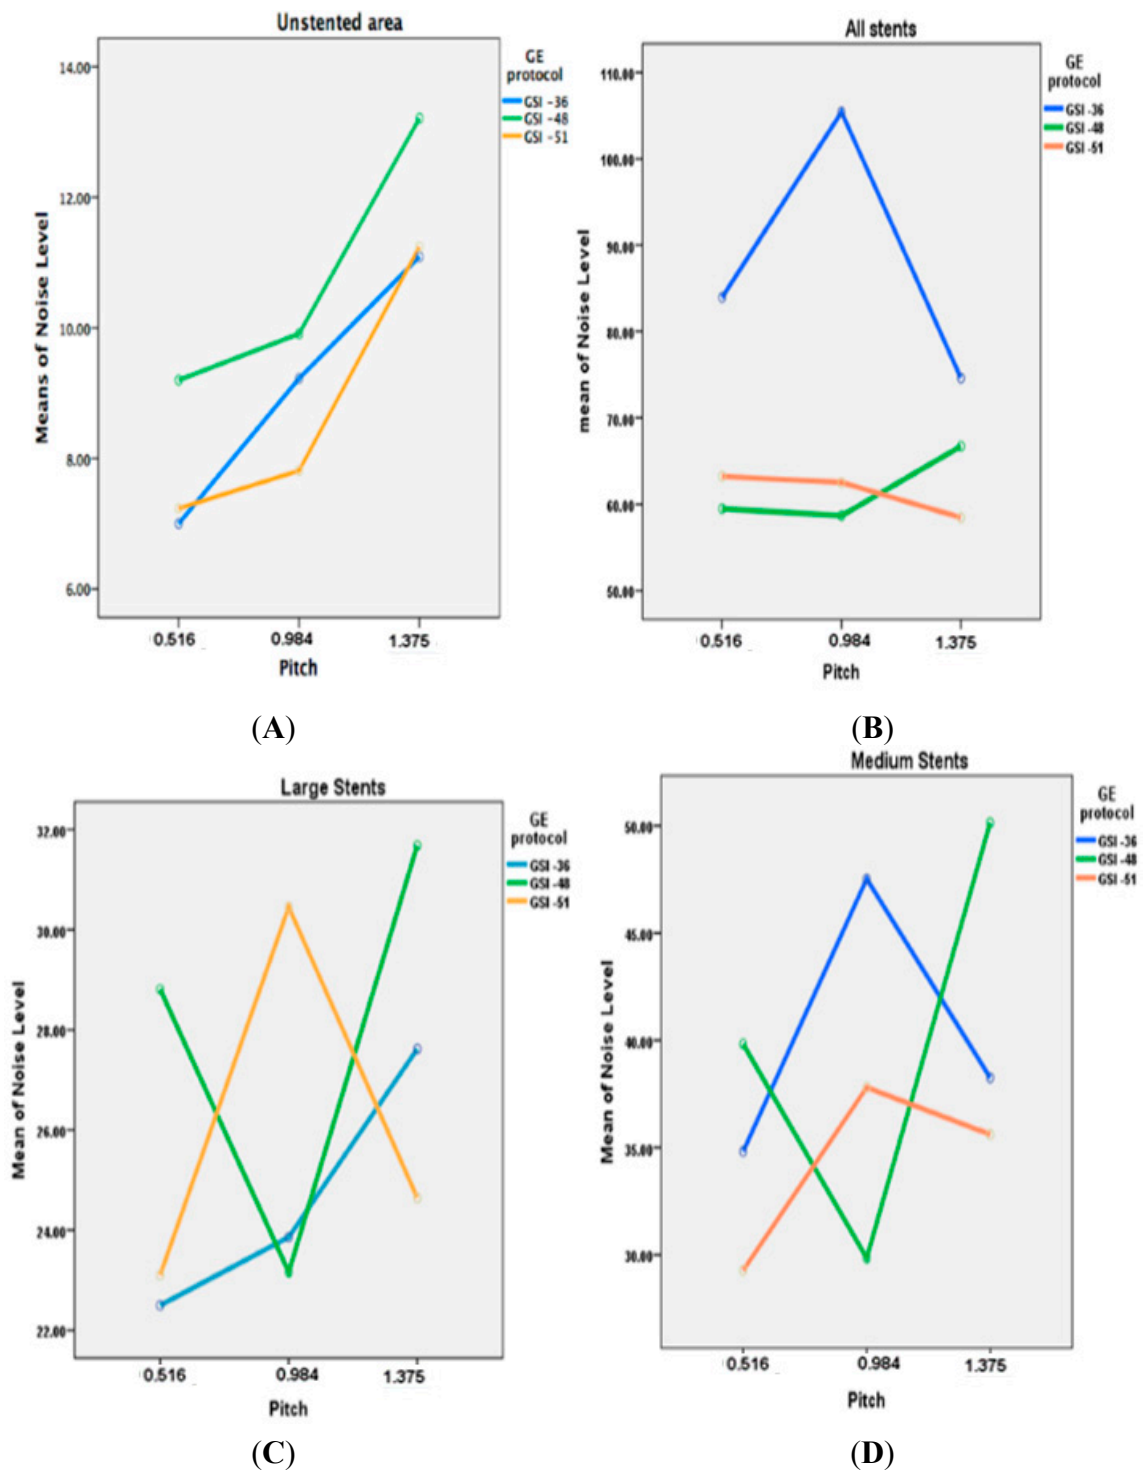 Unstented area
GE
protocol
GSI -36
GSI -48
GSI -51
14.00
12.00
10.00
8.00
6.00
Means of Noise Level
0.516 0.984 1.375
Pitch
(A)
All stents
GE
protocol
GSI -36
GSI -48
GSI -51
110.00
100.00
90.00
80.00
70.00
60.00
50.00
mean of Noise Level
0.516 0.984 1.375
Pitch
(B)
Large Stents
GE
protocol
GSI -36
GSI -48
GSI -51
32.00
30.00
28.00
26.00
24.00
22.00
Mean of Noise Level
0.516 0.984 1.375
Pitch
(C)
Medium Stents
GE
protocol
GSI -36
GSI -48
GSI -51
50.00
45.00
40.00
35.00
30.00
Mean of Noise Level
0.516 0.984 1.375
Pitch
(D)